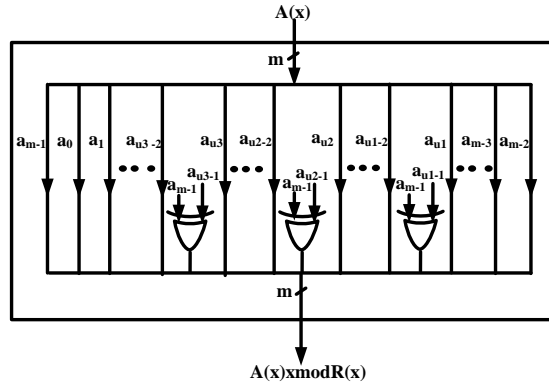 A(x)
m
a_{m-1} a_0 a_1 a_{u3-2} a_{u3} a_{u2-2} a_{u2} a_{u1-2} a_{u1} a_{m-3} a_{m-2}
a_{m-1} a_{u3-1} a_{m-1} a_{u2-1} a_{m-1} a_{u1-1}
m
A(x)xmodR(x)